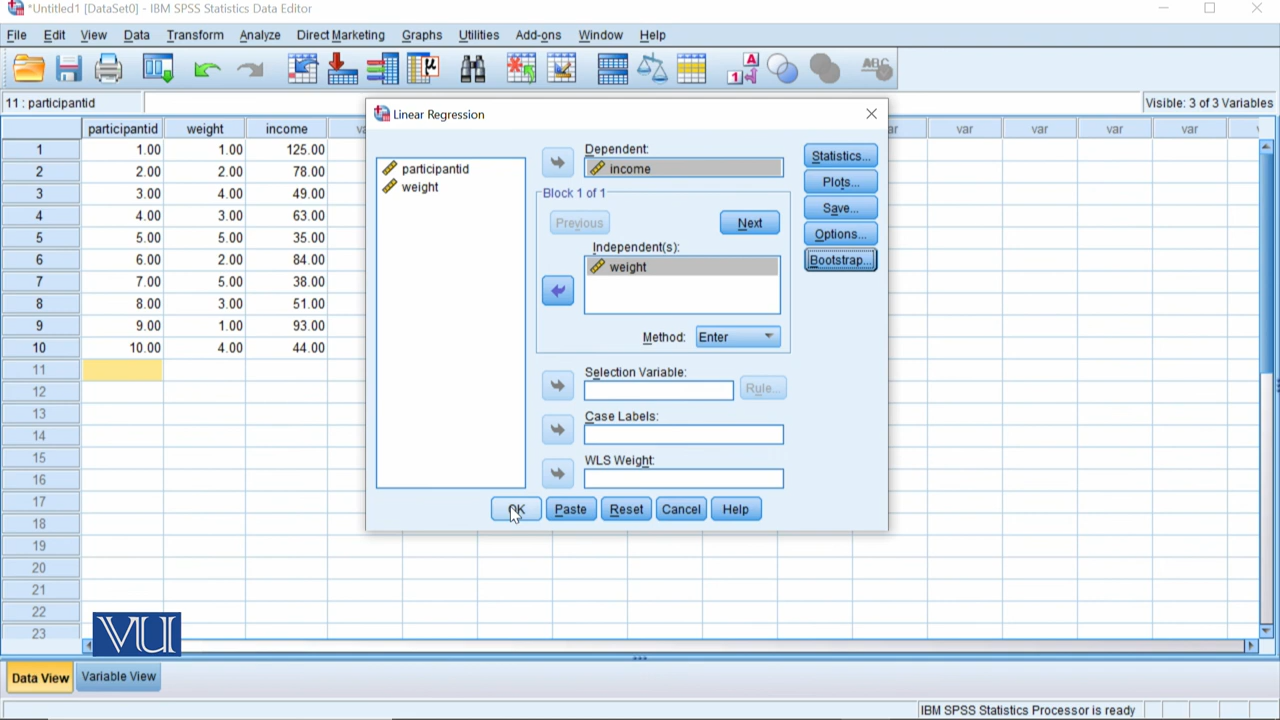 *Untitled1 [DataSet0] - IBM SPSS Statistics Data Editor
File Edit View Data Transform Analyze Direct Marketing Graphs Utilities Add-ons Window Help
11 : participantid
Visible: 3 of 3 Variables
participantid weight income var var var var
1 1.00 1.00 125.00
2 2.00 2.00 78.00
3 3.00 4.00 49.00
4 4.00 3.00 63.00
5 5.00 5.00 35.00
6 6.00 2.00 84.00
7 7.00 5.00 38.00
8 8.00 3.00 51.00
9 9.00 1.00 93.00
10 10.00 4.00 44.00
11
12
13
14
15
16
17
18
19
20
21
22
23
Linear Regression
participantid
weight
Dependent:
income
Block 1 of 1
Previous
Next
Independent(s):
weight
Method: Enter
Selection Variable:
Rule...
Case Labels:
WLS Weight:
Statistics...
Plots...
Save...
Options...
Bootstrap...
OK Paste Reset Cancel Help
VU
Data View Variable View
IBM SPSS Statistics Processor is ready